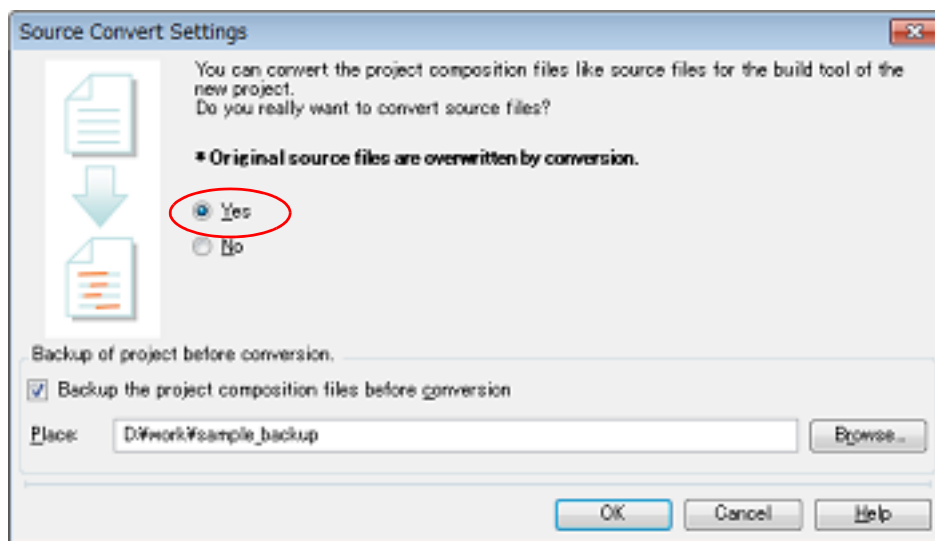 Source Convert Settings
You can convert the project composition files like source files for the build tool of the
new project.
Do you really want to convert source files?
* Original source files are overwritten by conversion.
Yes
No
Backup of project before conversion.
Backup the project composition files before conversion
Place: D:¥work¥sample_backup Browse...
OK Cancel Help